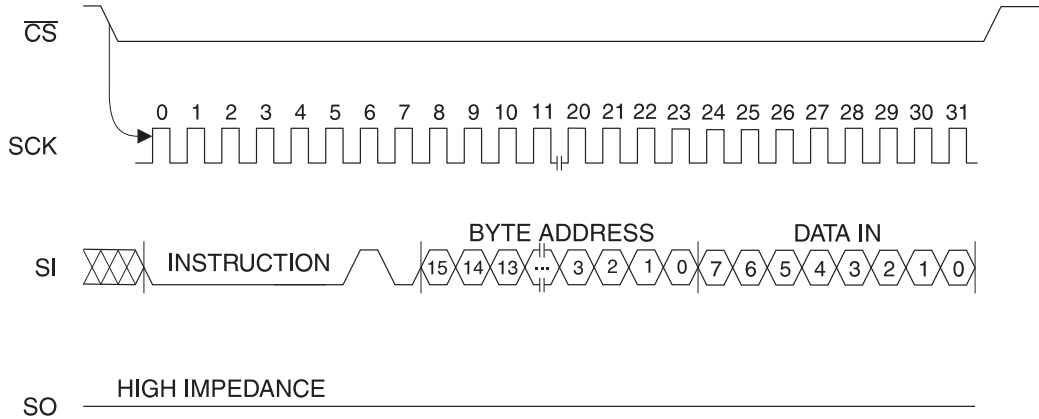 CS
0 1 2 3 4 5 6 7 8 9 10 11 20 21 22 23 24 25 26 27 28 29 30 31
SCK
BYTE ADDRESS DATA IN
SI INSTRUCTION 15 14 13 ... 3 2 1 0 7 6 5 4 3 2 1 0
HIGH IMPEDANCE
SO